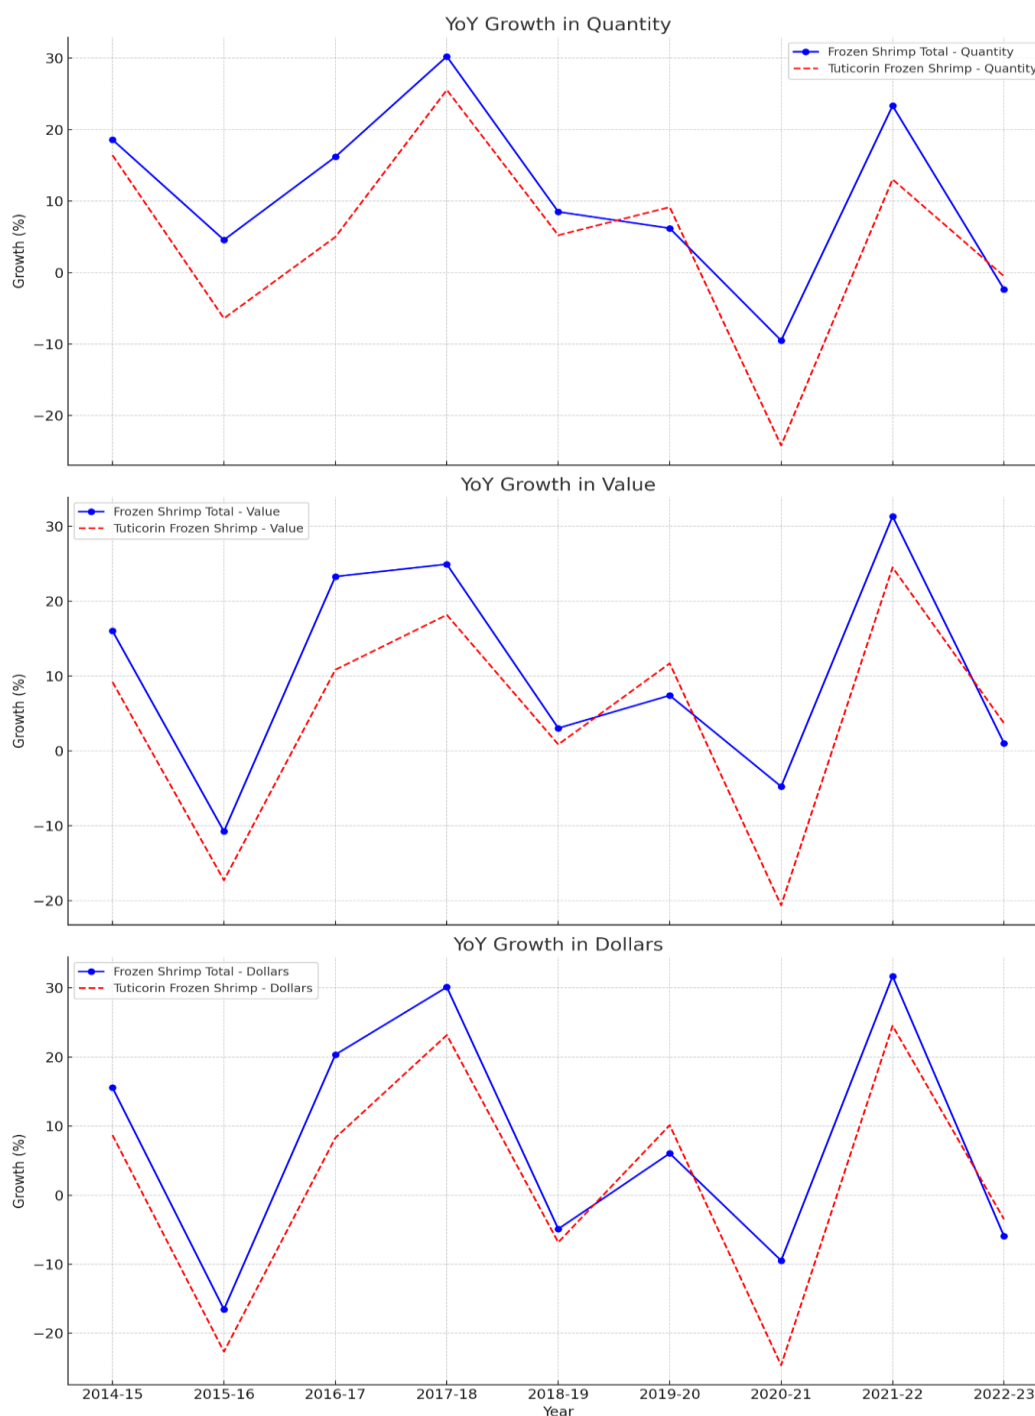 YoY Growth in Quantity
Frozen Shrimp Total - Quantity
Tuticorin Frozen Shrimp - Quantity
30
20
10
0
−10
−20
Growth (%)
YoY Growth in Value
Frozen Shrimp Total - Value
Tuticorin Frozen Shrimp - Value
30
20
10
0
−10
−20
Growth (%)
YoY Growth in Dollars
Frozen Shrimp Total - Dollars
Tuticorin Frozen Shrimp - Dollars
30
20
10
0
−10
−20
Growth (%)
2014-15 2015-16 2016-17 2017-18 2018-19 2019-20 2020-21 2021-22 2022-23
Year